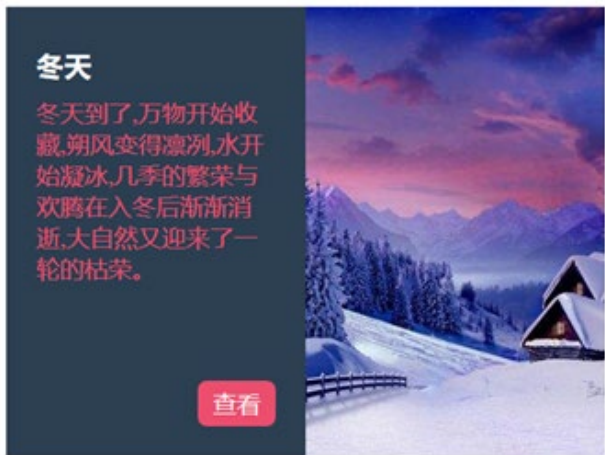 冬天
冬天到了,万物开始收
藏,朔风变得凛冽,水开
始凝冰,几季的繁荣与
欢腾在入冬后渐渐消
逝,大自然又迎来了一
轮的枯荣。
查看